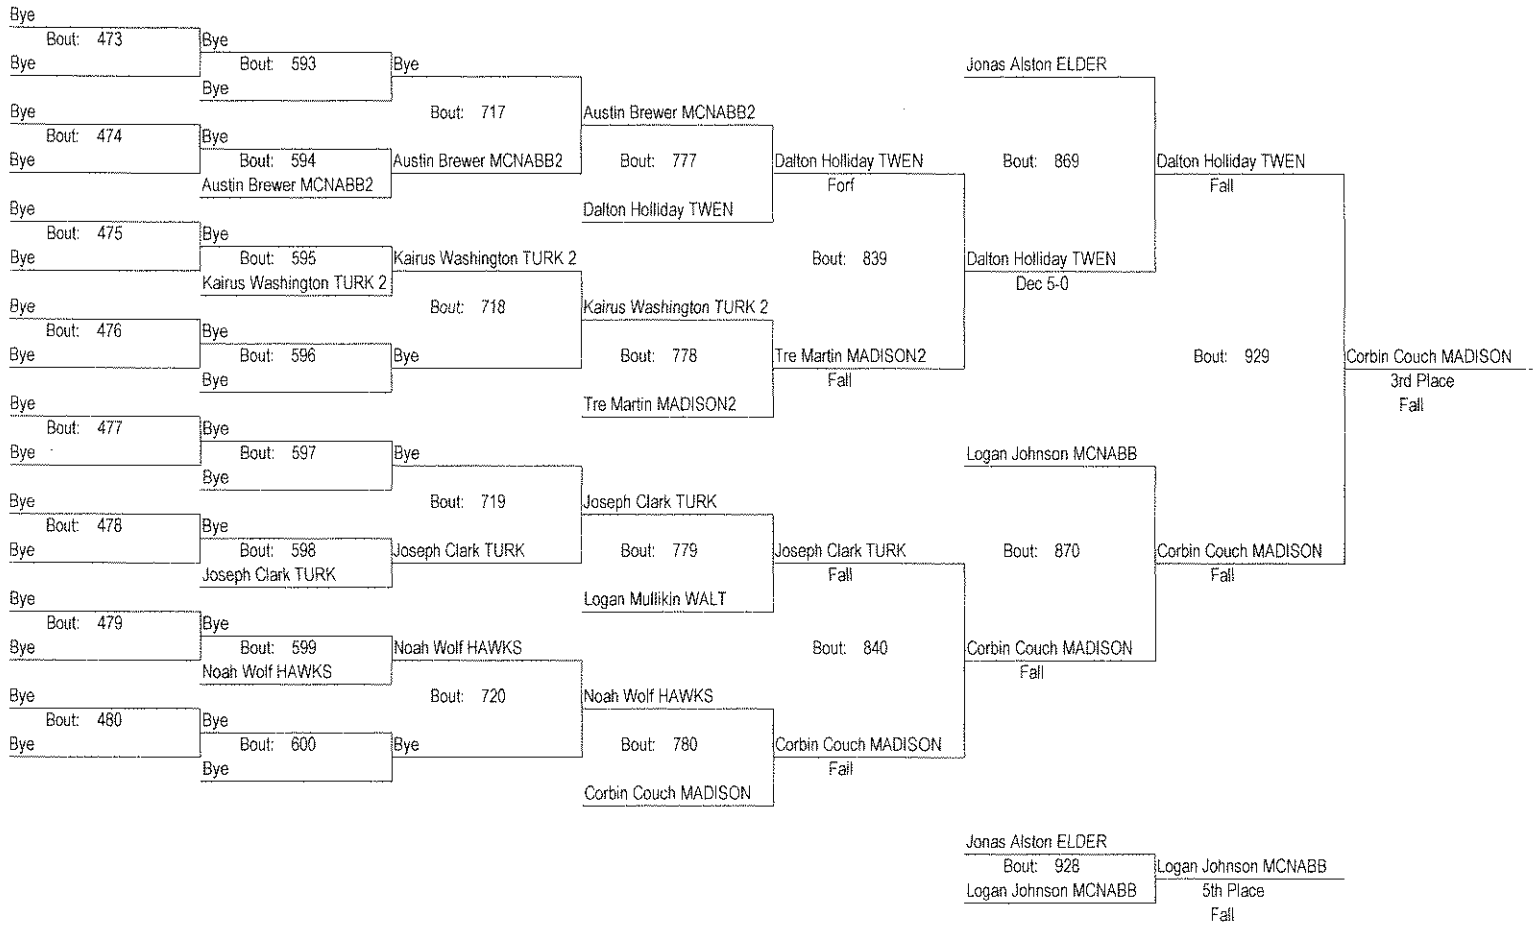 Bye
Bout: 473
Bye
Bye
Bout: 593
Bye
Bye
Bout: 474
Bye
Bye
Bout: 594
Austin Brewer MCNABB2
Bye
Bout: 475
Bye
Bye
Bout: 595
Kairus Washington TURK 2
Bye
Bout: 476
Bye
Bye
Bout: 596
Bye
Bye
Bout: 477
Bye
Bye
Bout: 597
Bye
Bye
Bout: 478
Bye
Bye
Bout: 598
Joseph Clark TURK
Bye
Bout: 479
Bye
Bye
Bout: 599
Noah Wolf HAWKS
Bye
Bout: 480
Bye
Bye
Bout: 600
Bye
Bye
Bout: 717
Austin Brewer MCNABB2
Kairus Washington TURK 2
Bout: 718
Bye
Bye
Bout: 719
Joseph Clark TURK
Noah Wolf HAWKS
Bout: 720
Bye
Austin Brewer MCNABB2
Bout: 777
Dalton Holliday TWEN
Kairus Washington TURK 2
Bout: 778
Tre Martin MADISON2
Joseph Clark TURK
Bout: 779
Logan Mullikin WALT
Noah Wolf HAWKS
Bout: 780
Corbin Couch MADISON
Dalton Holliday TWEN
Forf
Bout: 839
Tre Martin MADISON2
Fall
Joseph Clark TURK
Fall
Bout: 840
Corbin Couch MADISON
Fall
Jonas Alston ELDER
Bout: 869
Dalton Holliday TWEN
Dec 5-0
Logan Johnson MCNABB
Bout: 870
Corbin Couch MADISON
Fall
Dalton Holliday TWEN
Fall
Bout: 929
Corbin Couch MADISON
Fall
Corbin Couch MADISON
3rd Place
Fall
Jonas Alston ELDER
Bout: 928
Logan Johnson MCNABB
Logan Johnson MCNABB
5th Place
Fall